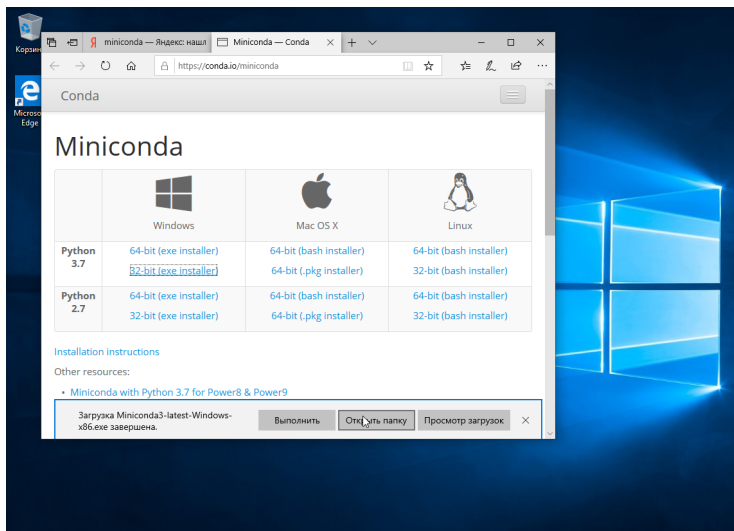 Корзин
Microso
Edge
Я miniconda — Яндекс: нашл
Miniconda — Conda
https://conda.io/miniconda
Conda
Miniconda
Windows
Mac OS X
Linux
Python
3.7
64-bit (exe installer)
64-bit (bash installer)
64-bit (bash installer)
32-bit (exe installer)
64-bit (.pkg installer)
32-bit (bash installer)
Python
2.7
64-bit (exe installer)
64-bit (bash installer)
64-bit (bash installer)
32-bit (exe installer)
64-bit (.pkg installer)
32-bit (bash installer)
Installation instructions
Other resources:
• Miniconda with Python 3.7 for Power8 & Power9
Загрузка Miniconda3-latest-Windows-
x86.exe завершена.
Выполнить
Открыть папку
Просмотр загрузок